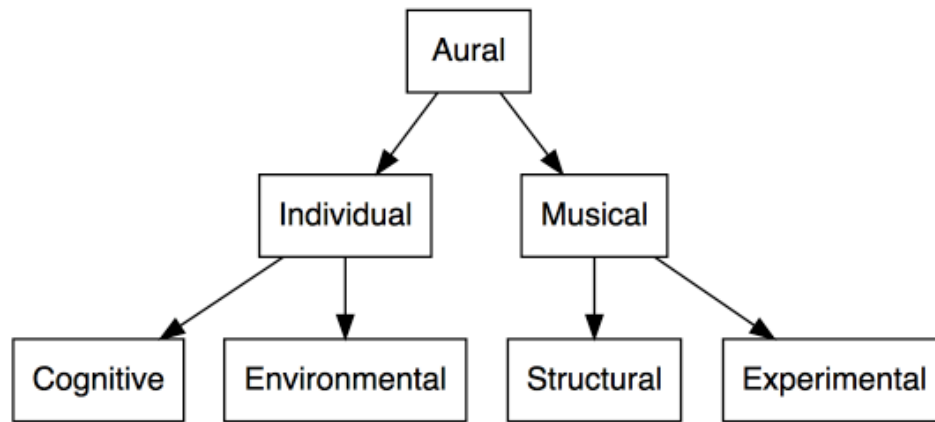 Aural
Individual
Musical
Cognitive
Environmental
Structural
Experimental